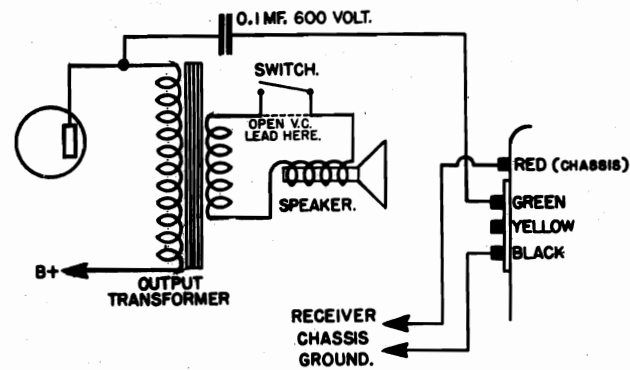 0.1 MF. 600 VOLT.
SWITCH.
OPEN V.C.
LEAD HERE.
SPEAKER.
RED (CHASSIS)
GREEN
YELLOW
BLACK
B+
OUTPUT
TRANSFORMER
RECEIVER
CHASSIS
GROUND.